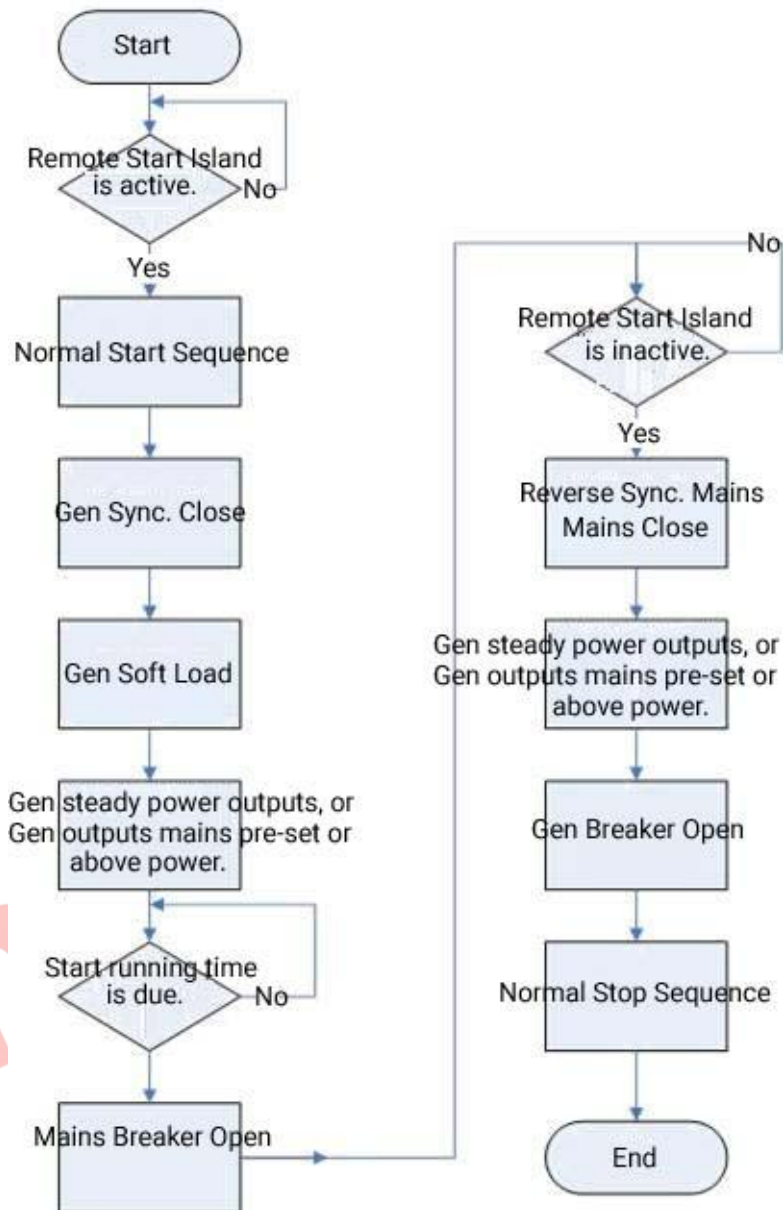 Start
Remote Start Island
is active.
No
Yes
Normal Start Sequence
Gen Sync. Close
Gen Soft Load
Gen steady power outputs, or
Gen outputs mains pre-set or
above power.
Start running time
is due.
No
Mains Breaker Open
No
Remote Start Island
is inactive.
Yes
Reverse Sync. Mains
Mains Close
Gen steady power outputs, or
Gen outputs mains pre-set or
above power.
Gen Breaker Open
Normal Stop Sequence
End